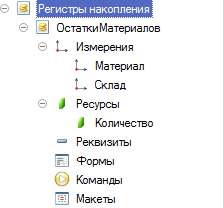 Регистры накопления
ОстаткиМатериалов
Измерения
Материал
Склад
Ресурсы
Количество
Реквизиты
Формы
Команды
Макеты